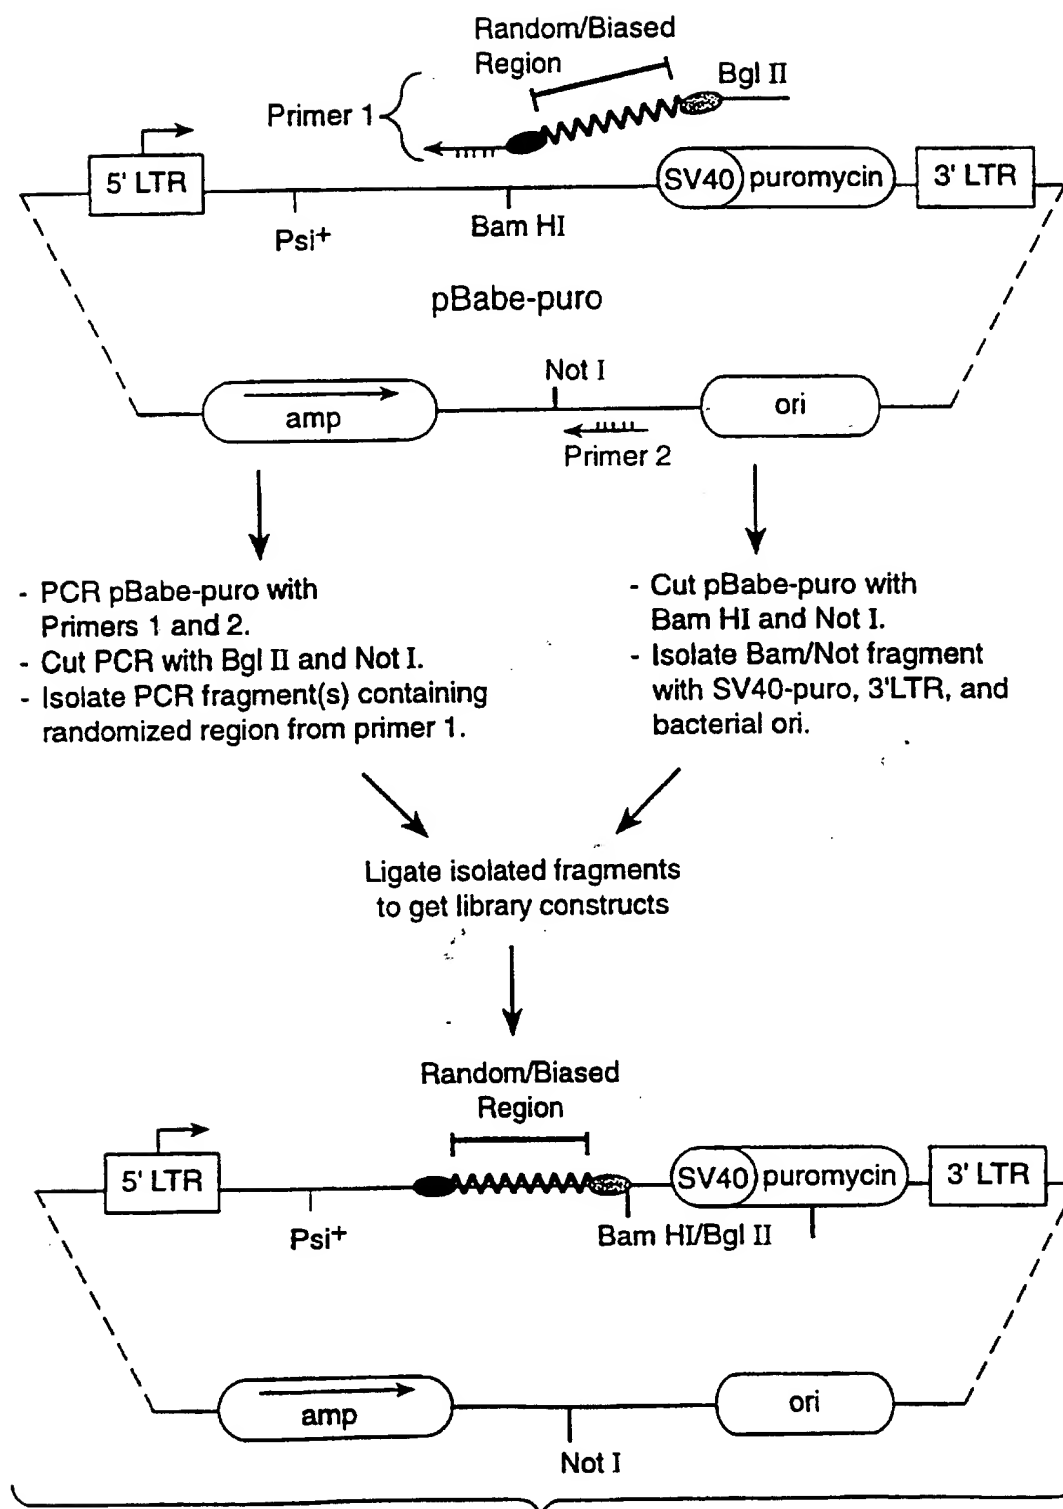 Random/Biased
Region
Bgl II
Primer 1
5' LTR
SV40
puromycin
3' LTR
Psi+
Bam HI
pBabe-puro
Not I
amp
ori
Primer 2
- PCR pBabe-puro with
Primers 1 and 2.
- Cut PCR with Bgl II and Not I.
- Isolate PCR fragment(s) containing
randomized region from primer 1.
- Cut pBabe-puro with
Bam HI and Not I.
- Isolate Bam/Not fragment
with SV40-puro, 3'LTR, and
bacterial ori.
Ligate isolated fragments
to get library constructs
Random/Biased
Region
5' LTR
SV40
puromycin
3' LTR
Psi+
Bam HI/Bgl II
amp
ori
Not I